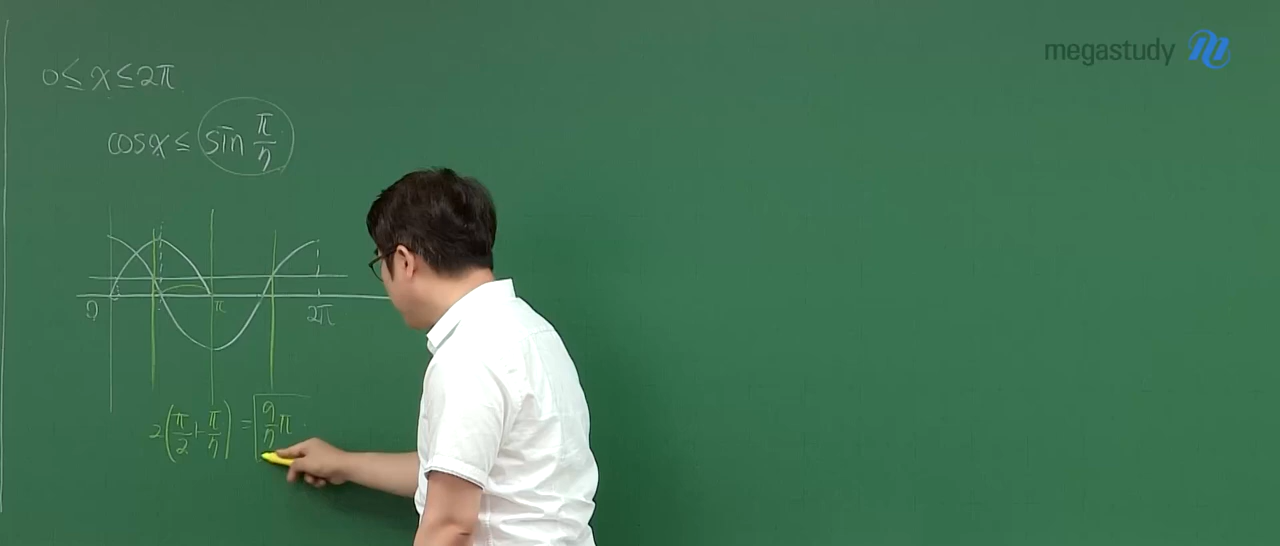 megastudy
0≤x≤2π
cosx≤sin π/7
0 π 2π
2(π/2+π/7)=9/7π